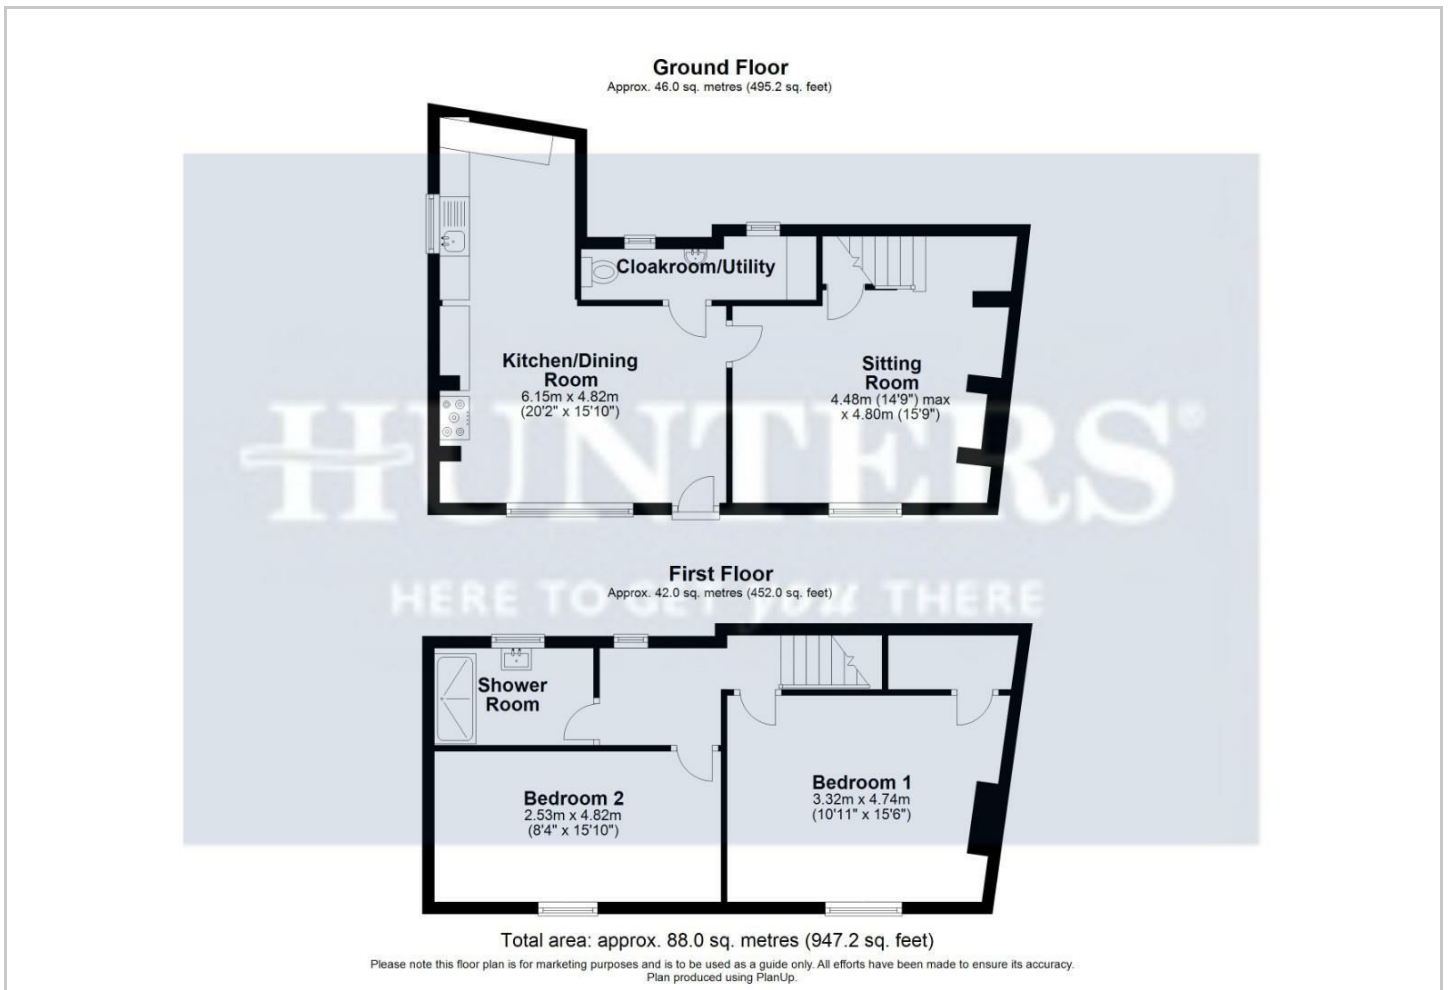 Ground Floor
Approx. 46.0 sq. metres (495.2 sq. feet)
Cloakroom/Utility
Kitchen/Dining
Room
6.15m x 4.82m
(20'2" x 15'10")
Sitting
Room
4.48m (14'9") max
x 4.80m (15'9")
HUNTERS®
HERE TO GET you THERE
First Floor
Approx. 42.0 sq. metres (452.0 sq. feet)
Shower
Room
Bedroom 2
2.53m x 4.82m
(8'4" x 15'10")
Bedroom 1
3.32m x 4.74m
(10'11" x 15'6")
Total area: approx. 88.0 sq. metres (947.2 sq. feet)
Please note this floor plan is for marketing purposes and is to be used as a guide only. All efforts have been made to ensure its accuracy.
Plan produced using PlanUp.